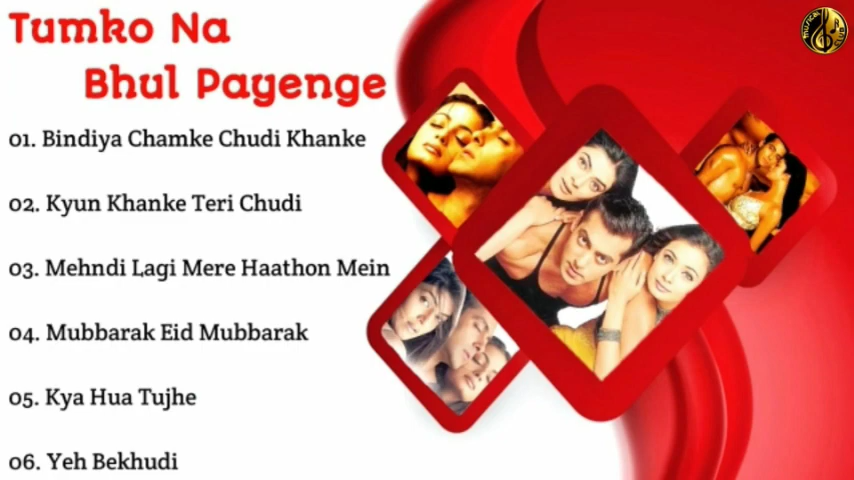 Tumko Na
Bhul Payenge
01. Bindiya Chamke Chudi Khanke
02. Kyun Khanke Teri Chudi
03. Mehndi Lagi Mere Haathon Mein
04. Mubbarak Eid Mubbarak
05. Kya Hua Tujhe
06. Yeh Bekhudi